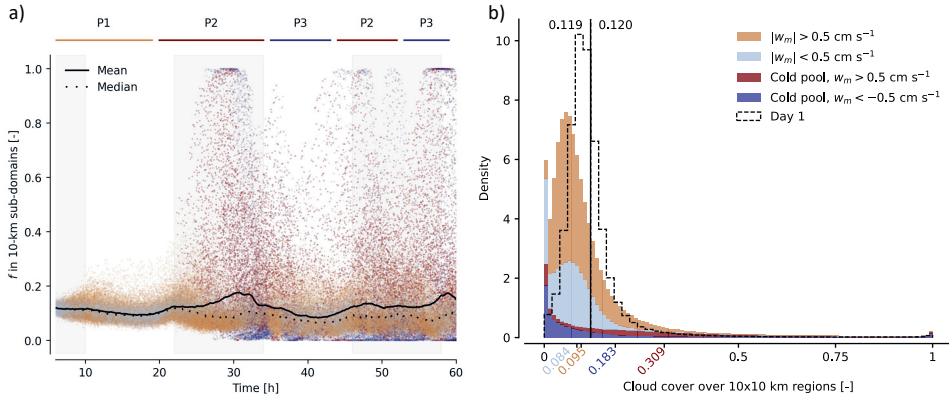 a)
P1 P2 P3 P2 P3
1.0
0.8
0.6
0.4
0.2
0.0
f in 10-km sub-domains [-]
Mean
Median
10 20 30 40 50 60
Time [h]
b)
0.119 0.120
10
8
6
4
2
0
Density
|wm| > 0.5 cm s−1
|wm| < 0.5 cm s−1
Cold pool, wm > 0.5 cm s−1
Cold pool, wm < −0.5 cm s−1
Day 1
0 0.5 0.75 1
0.084 0.095 0.183 0.309
Cloud cover over 10x10 km regions [-]